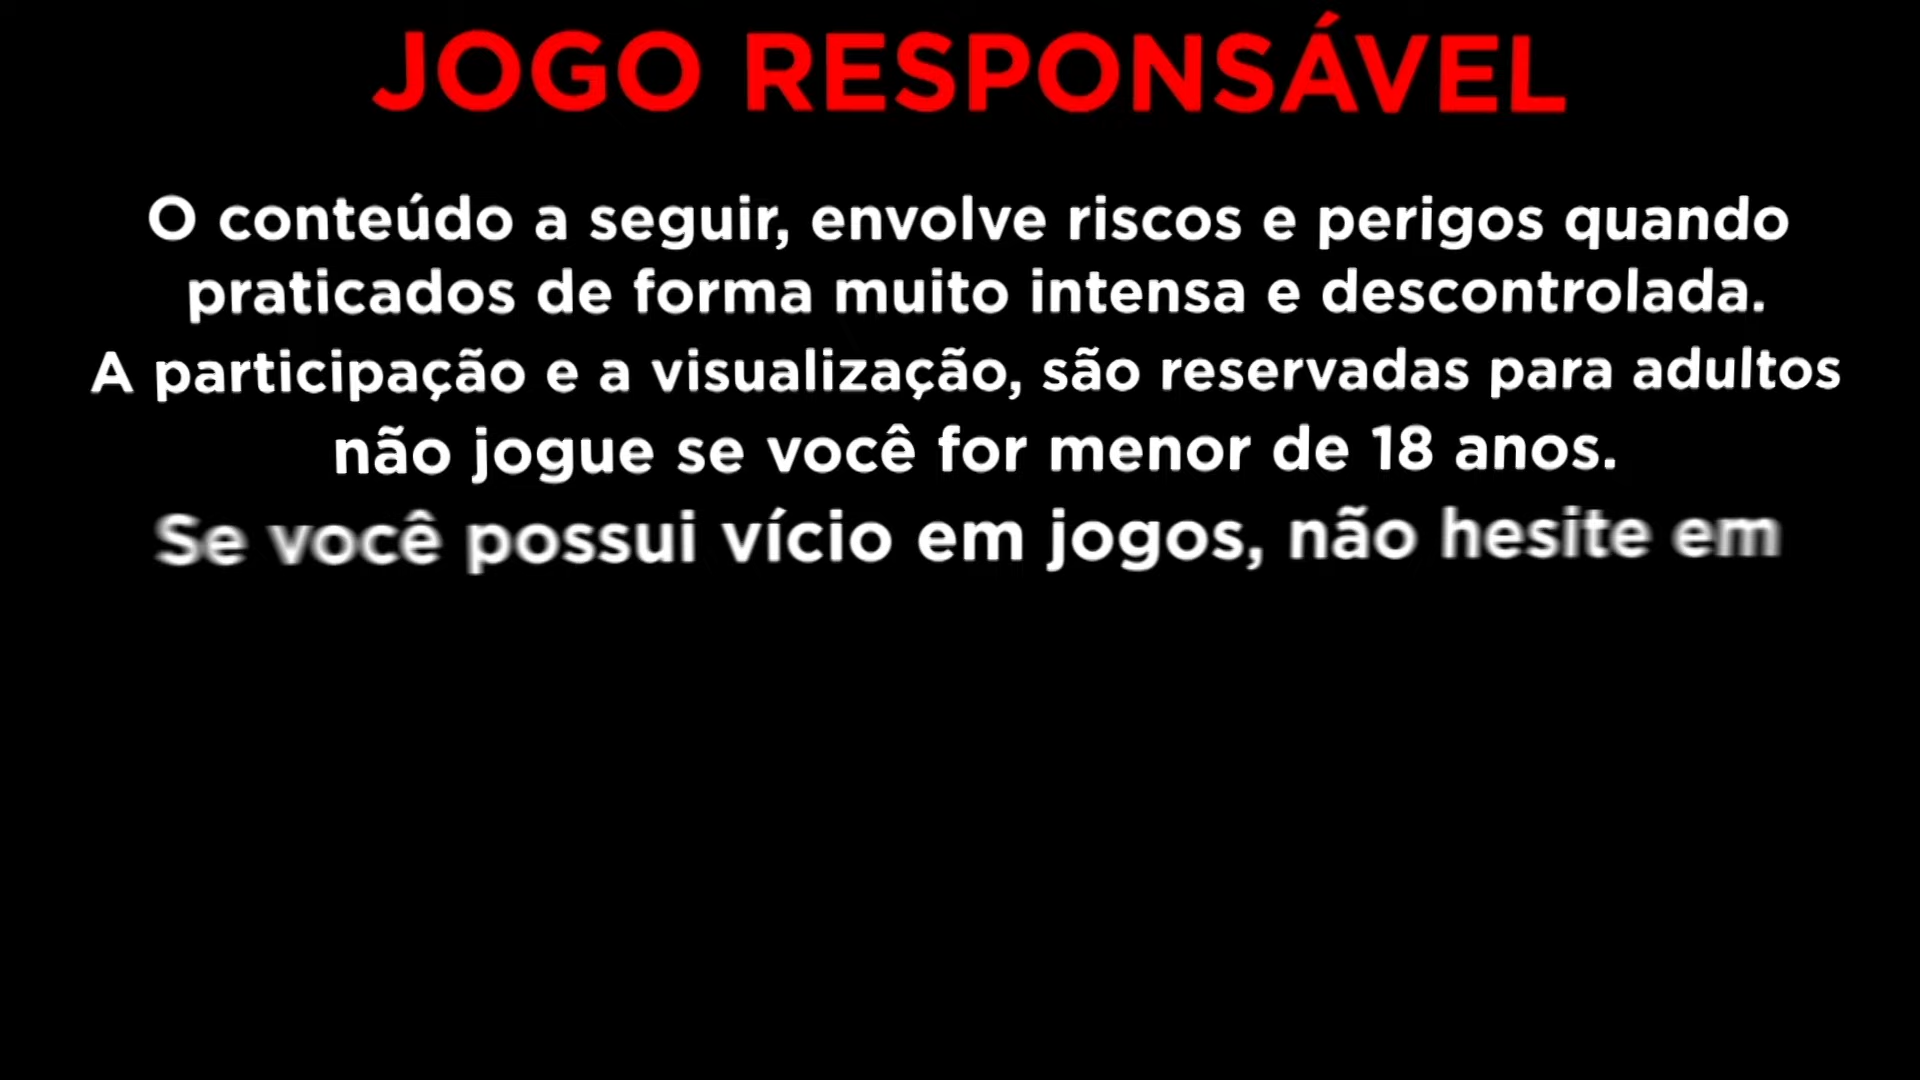 JOGO RESPONSÁVEL
O conteúdo a seguir, envolve riscos e perigos quando
praticados de forma muito intensa e descontrolada.
A participação e a visualização, são reservadas para adultos
não jogue se você for menor de 18 anos.
Se você possui vício em jogos, não hesite em